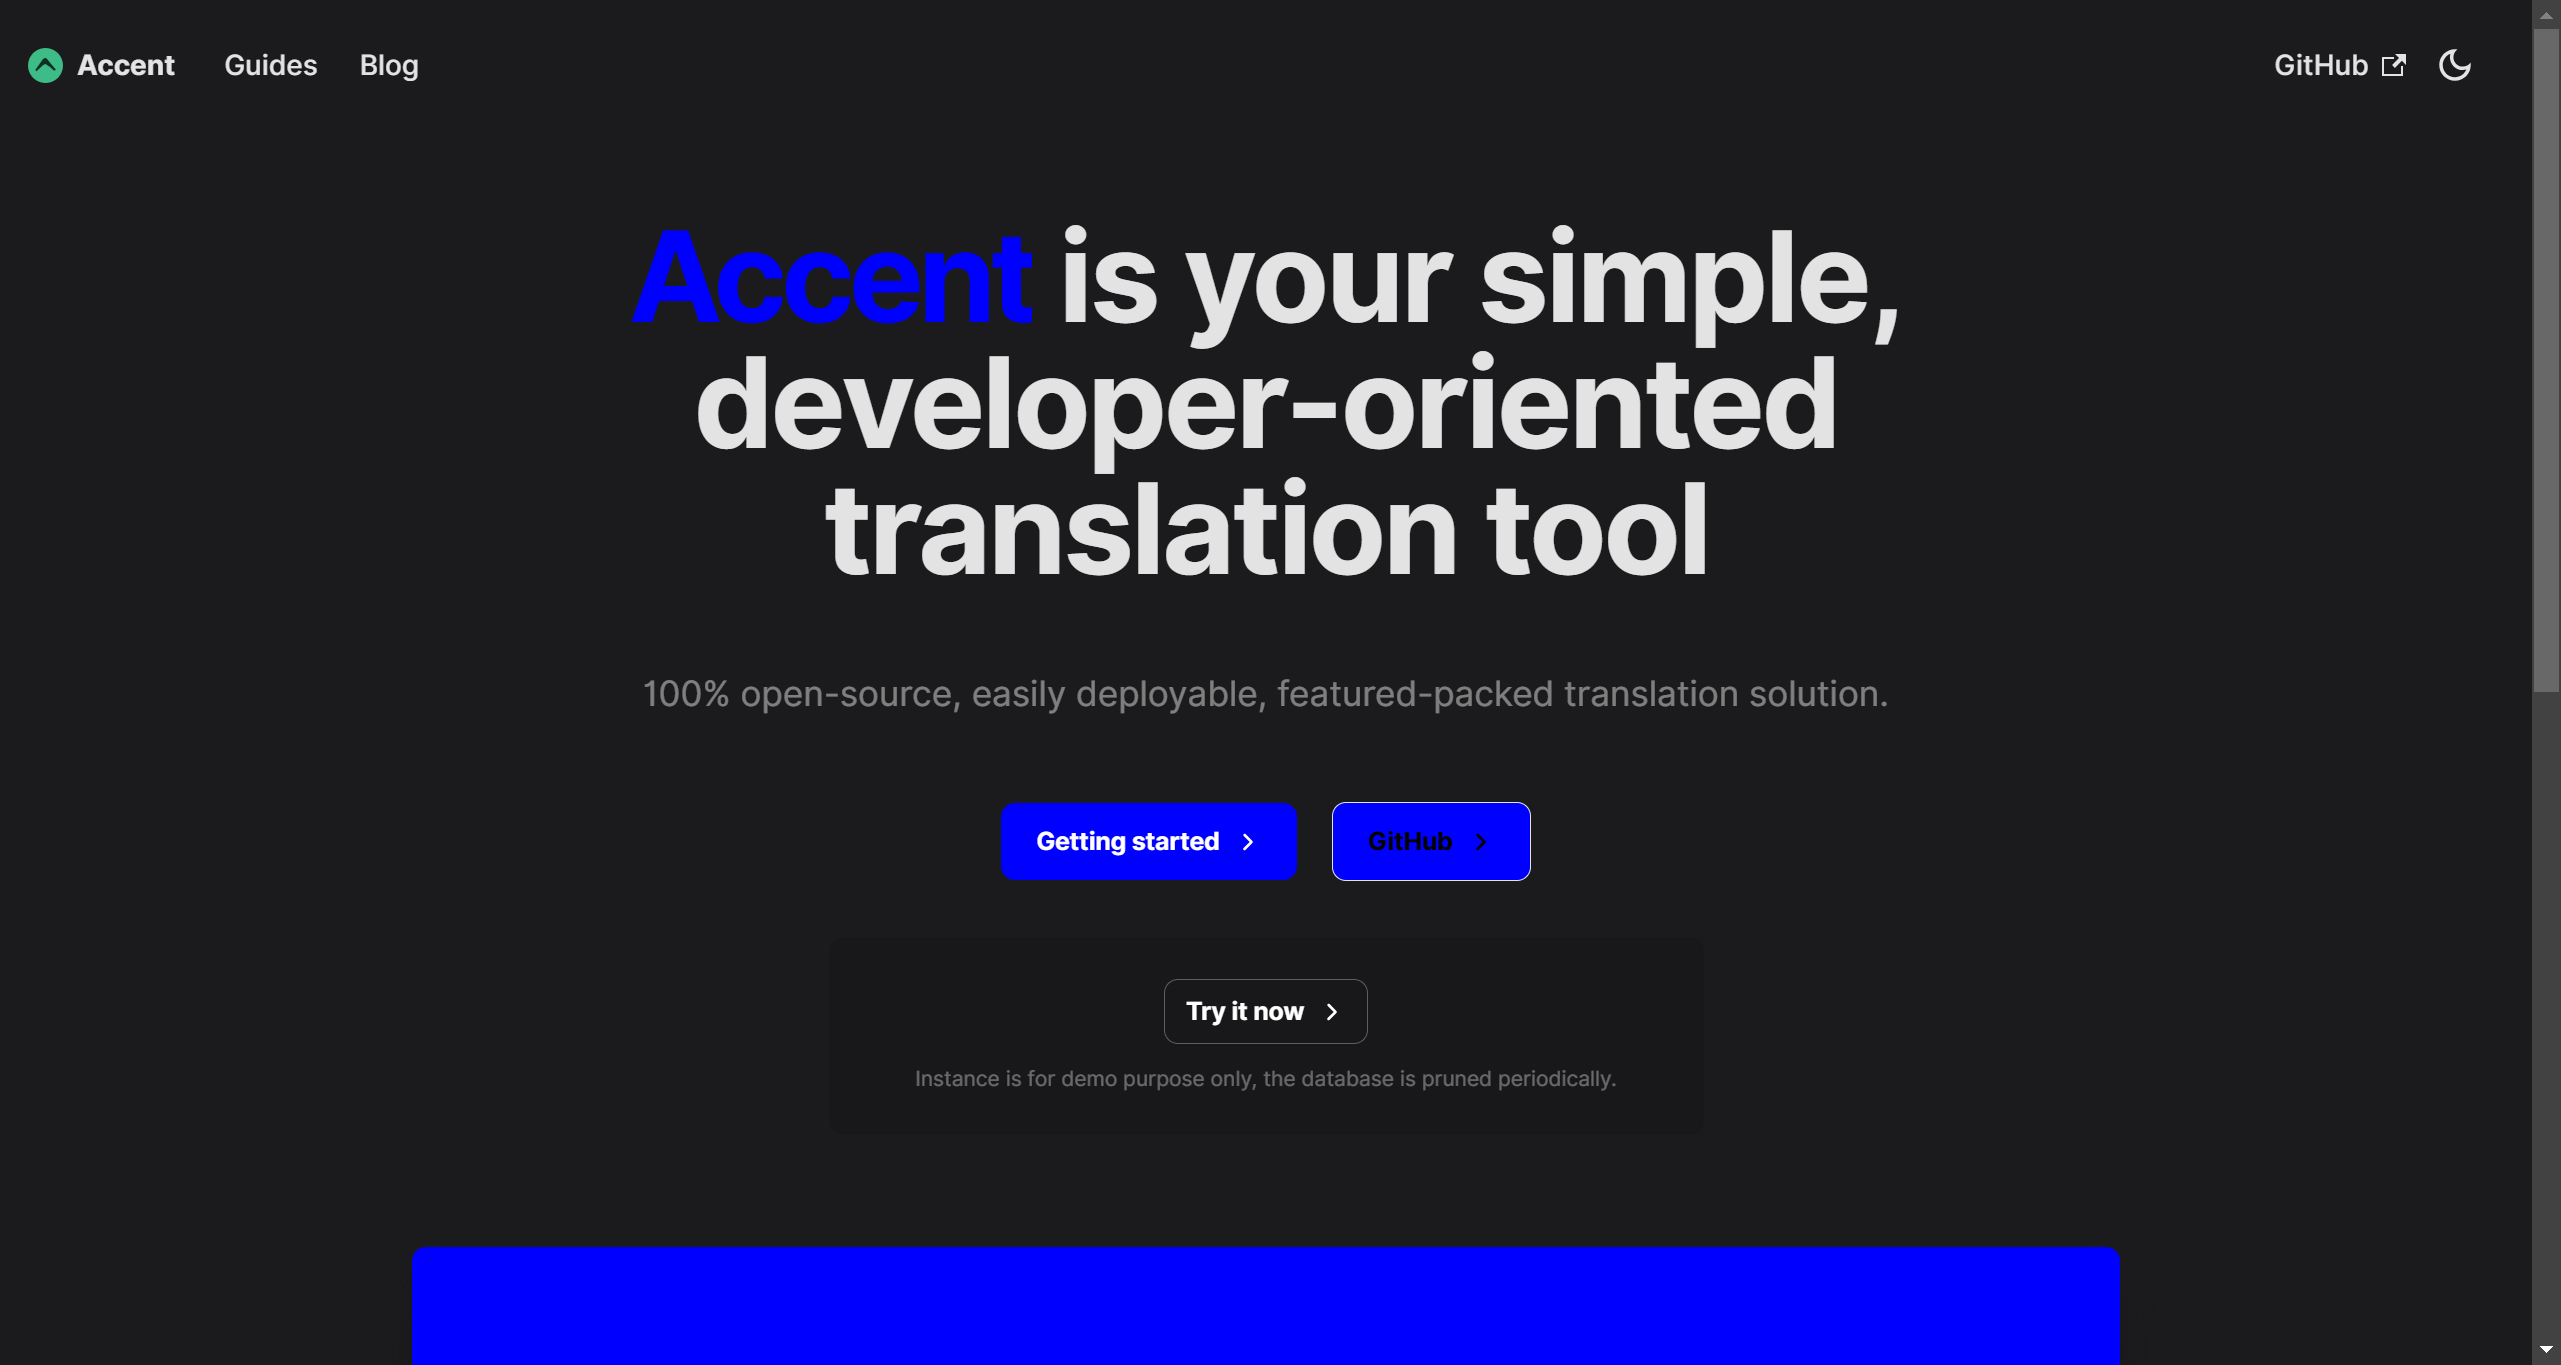 Accent
Guides
Blog
GitHub
Accent is your simple,
developer-oriented
translation tool
100% open-source, easily deployable, featured-packed translation solution.
Getting started
GitHub
Try it now
Instance is for demo purpose only, the database is pruned periodically.